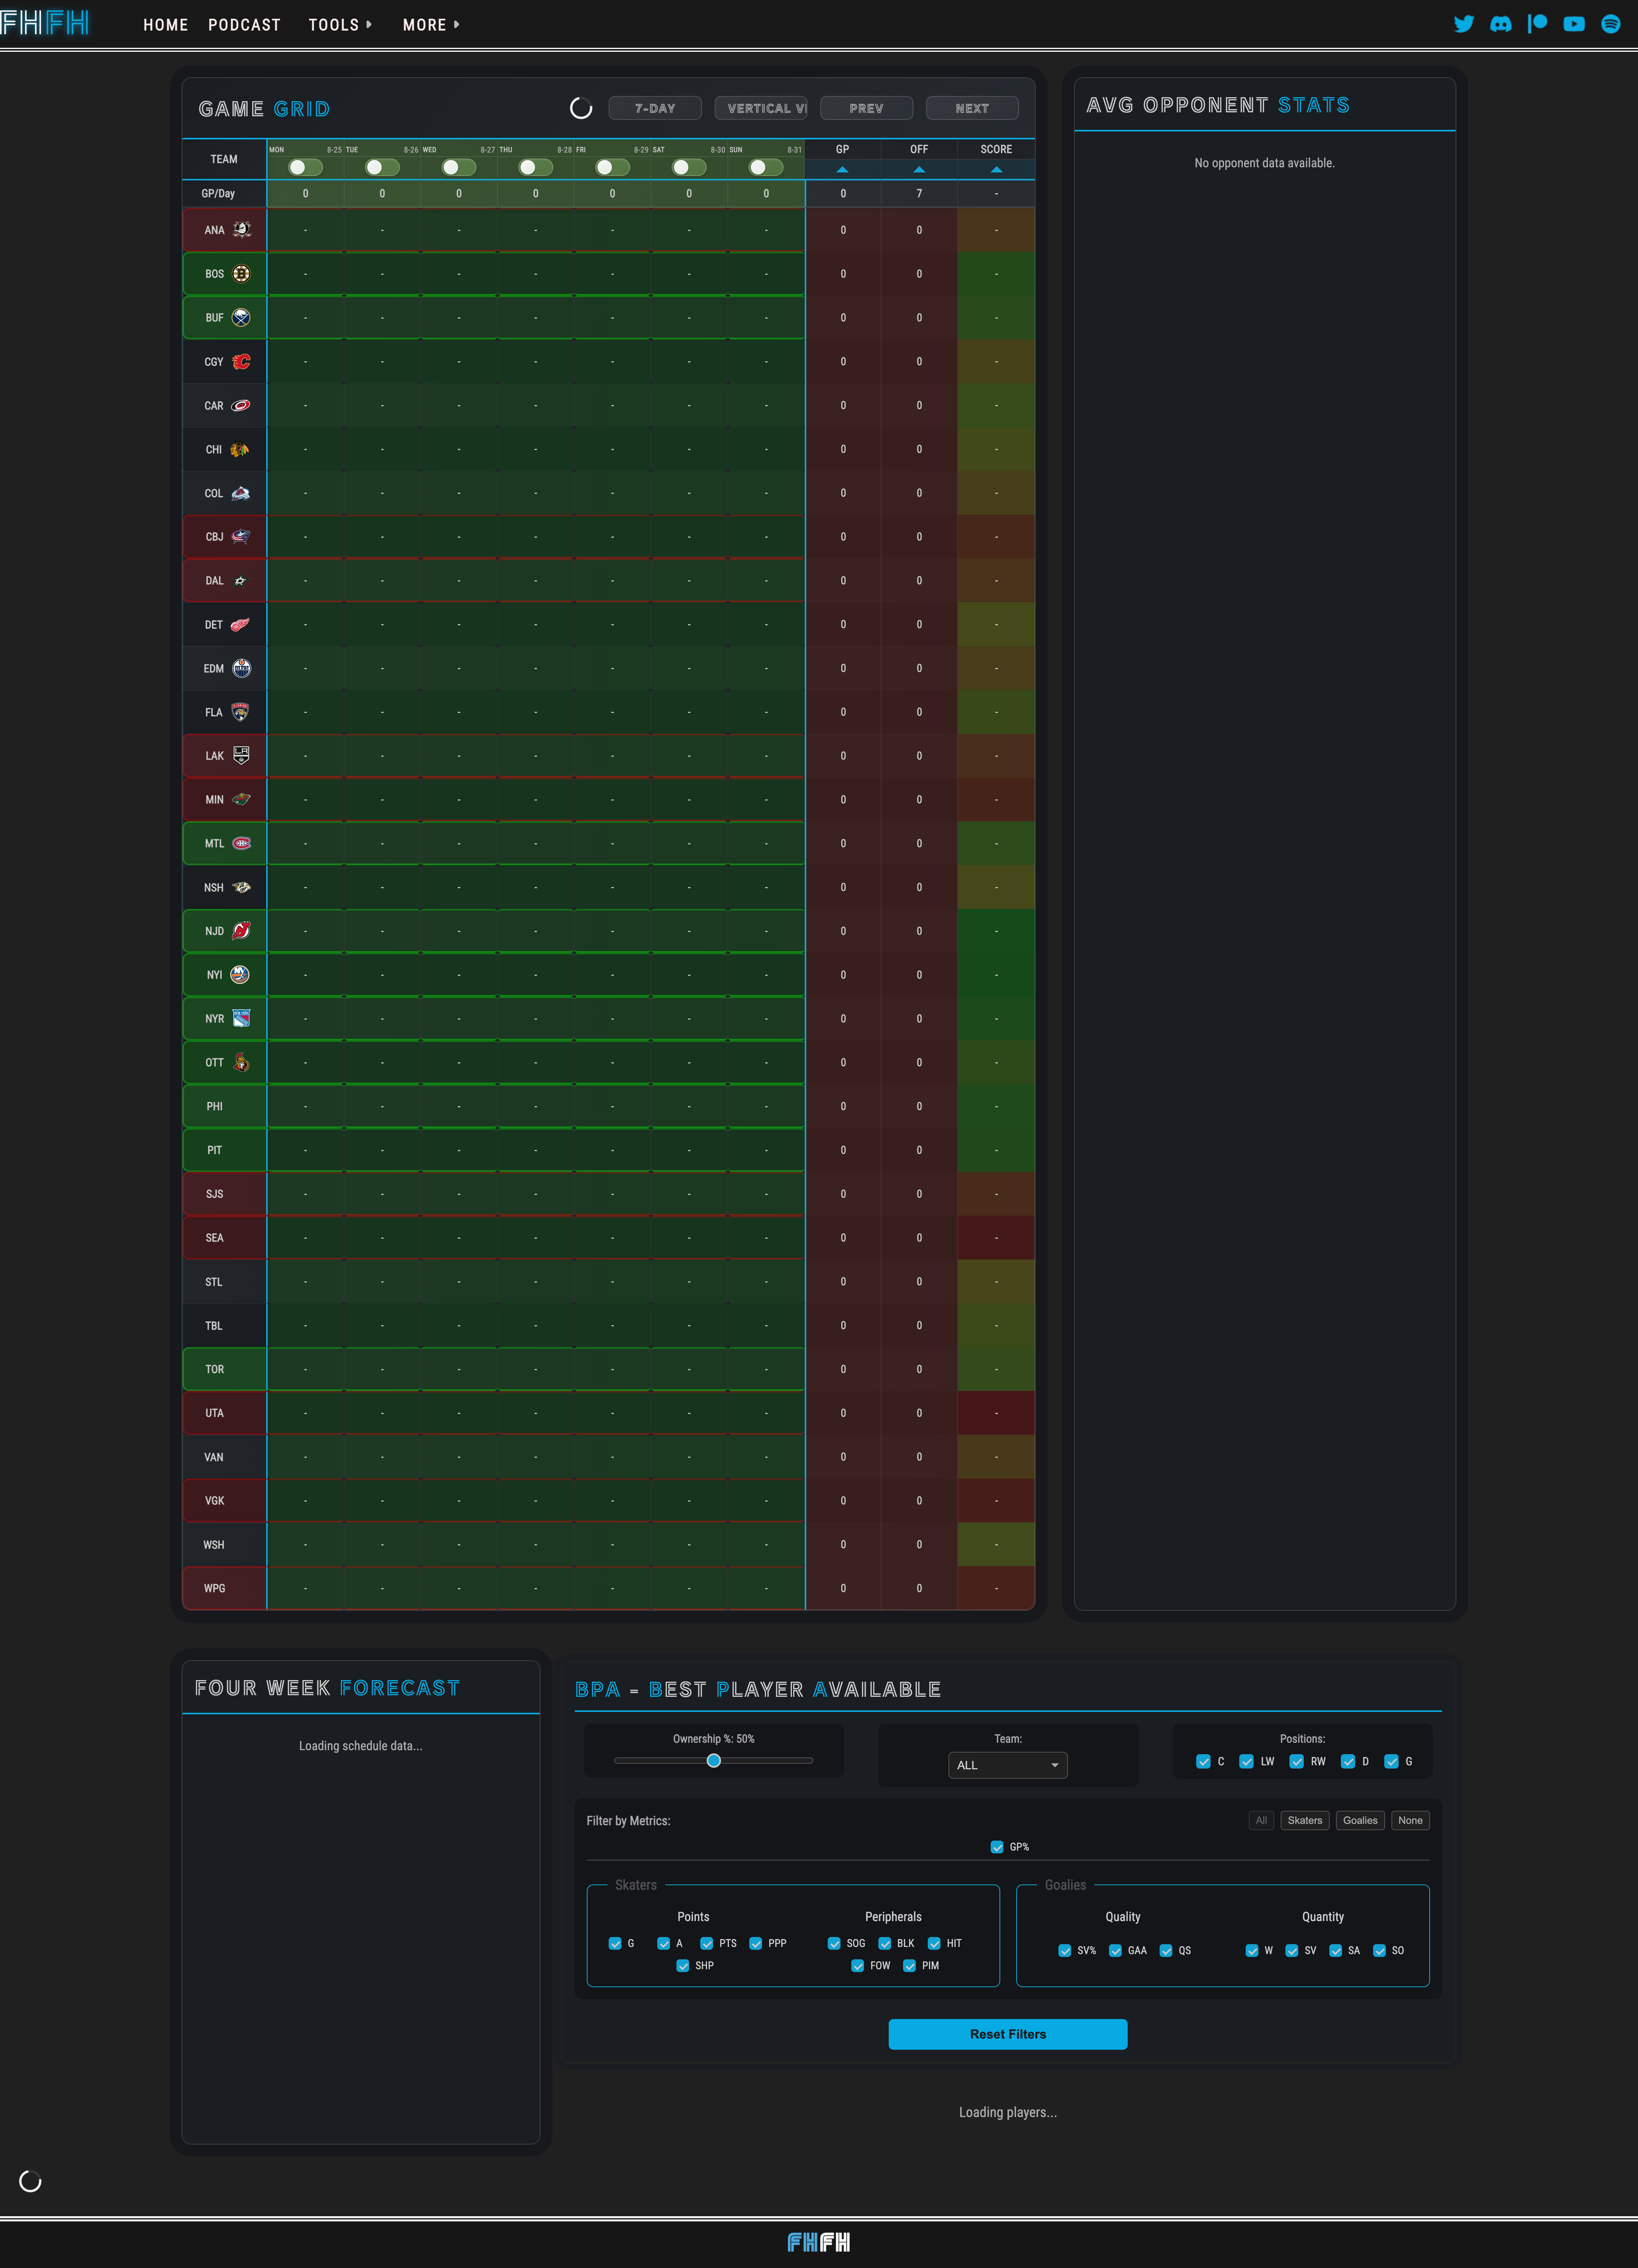 FHFH HOME PODCAST TOOLS MORE
GAME GRID 7-DAY VERTICAL VI PREV NEXT
TEAM MON 8-25 TUE 8-26 WED 8-27 THU 8-28 FRI 8-29 SAT 8-30 SUN 8-31 GP OFF SCORE
GP/Day 0 0 0 0 0 0 0 0 7 -
ANA - - - - - - - 0 0 -
BOS - - - - - - - 0 0 -
BUF - - - - - - - 0 0 -
CGY - - - - - - - 0 0 -
CAR - - - - - - - 0 0 -
CHI - - - - - - - 0 0 -
COL - - - - - - - 0 0 -
CBJ - - - - - - - 0 0 -
DAL - - - - - - - 0 0 -
DET - - - - - - - 0 0 -
EDM - - - - - - - 0 0 -
FLA - - - - - - - 0 0 -
LAK - - - - - - - 0 0 -
MIN - - - - - - - 0 0 -
MTL - - - - - - - 0 0 -
NSH - - - - - - - 0 0 -
NJD - - - - - - - 0 0 -
NYI - - - - - - - 0 0 -
NYR - - - - - - - 0 0 -
OTT - - - - - - - 0 0 -
PHI - - - - - - - 0 0 -
PIT - - - - - - - 0 0 -
SJS - - - - - - - 0 0 -
SEA - - - - - - - 0 0 -
STL - - - - - - - 0 0 -
TBL - - - - - - - 0 0 -
TOR - - - - - - - 0 0 -
UTA - - - - - - - 0 0 -
VAN - - - - - - - 0 0 -
VGK - - - - - - - 0 0 -
WSH - - - - - - - 0 0 -
WPG - - - - - - - 0 0 -
AVG OPPONENT STATS
No opponent data available.
FOUR WEEK FORECAST
Loading schedule data...
BPA - BEST PLAYER AVAILABLE
Ownership %: 50%
Team:
ALL
Positions:
C LW RW D G
Filter by Metrics: All Skaters Goalies None
GP%
Skaters
Points
G A PTS PPP
SHP
Peripherals
SOG BLK HIT
FOW PIM
Goalies
Quality
SV% GAA QS
Quantity
W SV SA SO
Reset Filters
Loading players...
FHFH